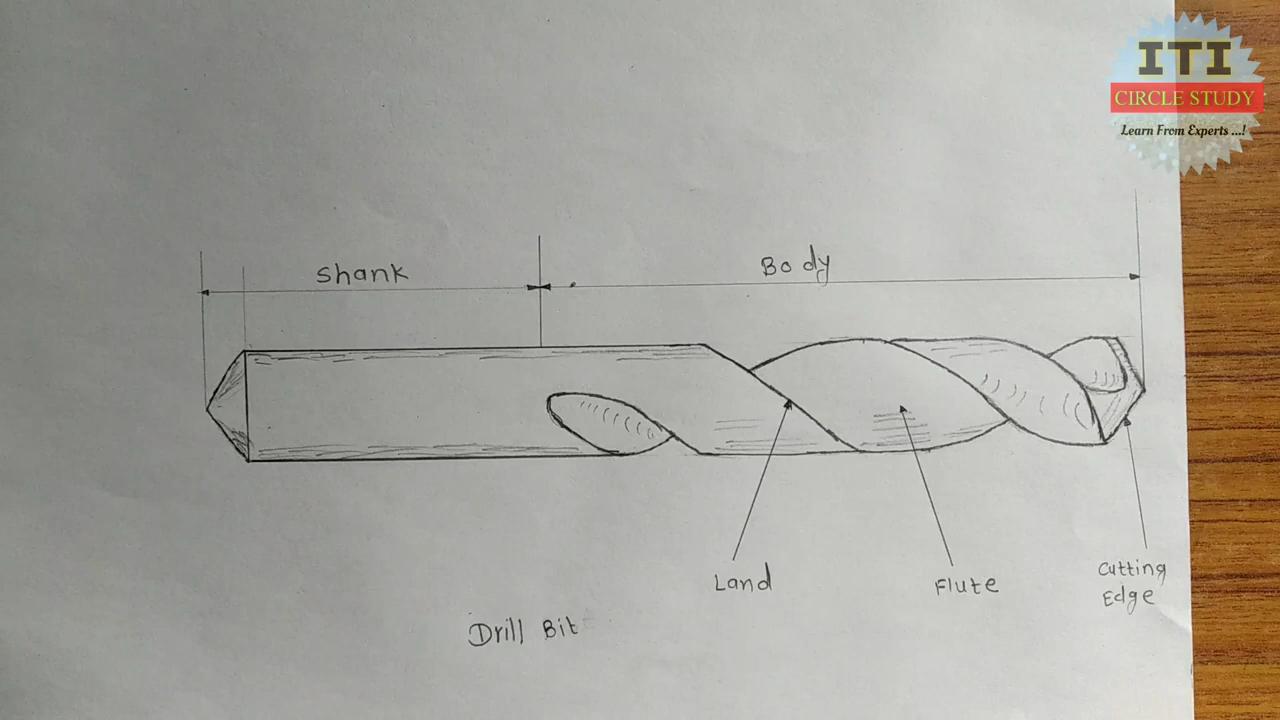 ITI
CIRCLE STUDY
Learn From Experts ...!
Shank
Body
Land
Flute
Cutting
Edge
Drill Bit